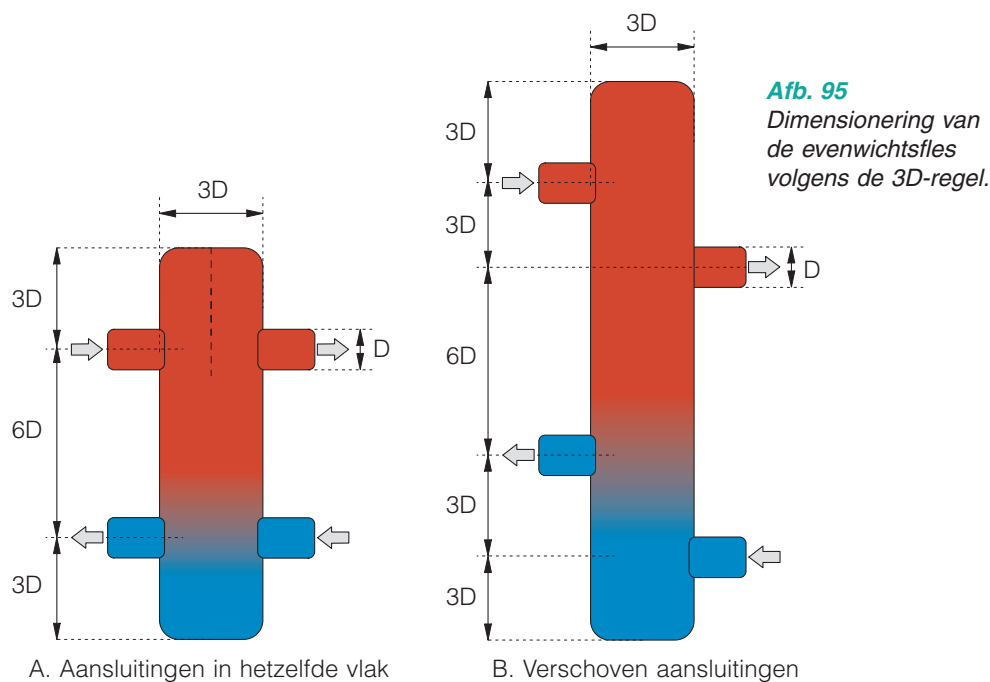 3D
3D
6D
3D
D
A. Aansluitingen in hetzelfde vlak
3D
3D
3D
6D
3D
3D
D
B. Verschoven aansluitingen
Afb. 95
Dimensionering van
de evenwichtsfles
volgens de 3D-regel.